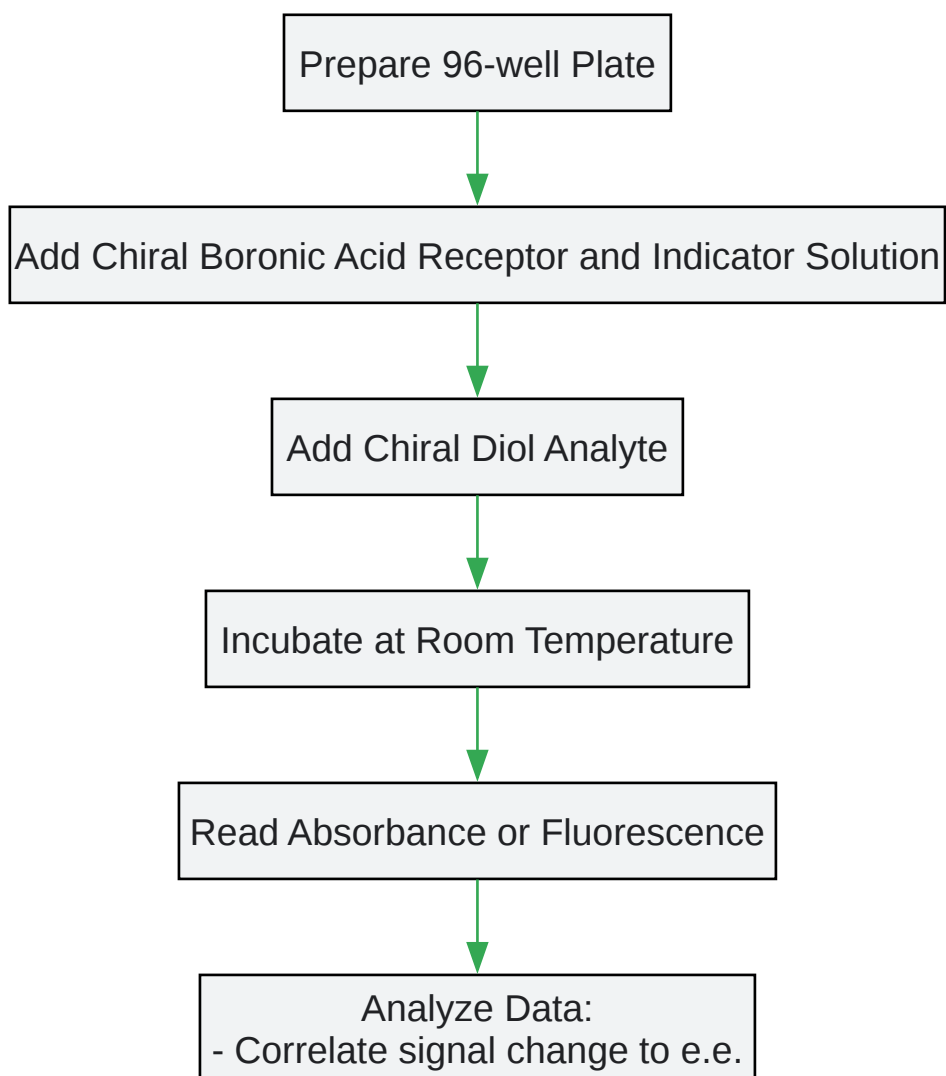 Prepare 96-well Plate
Add Chiral Boronic Acid Receptor and Indicator Solution
Add Chiral Diol Analyte
Incubate at Room Temperature
Read Absorbance or Fluorescence
Analyze Data:
- Correlate signal change to e.e.